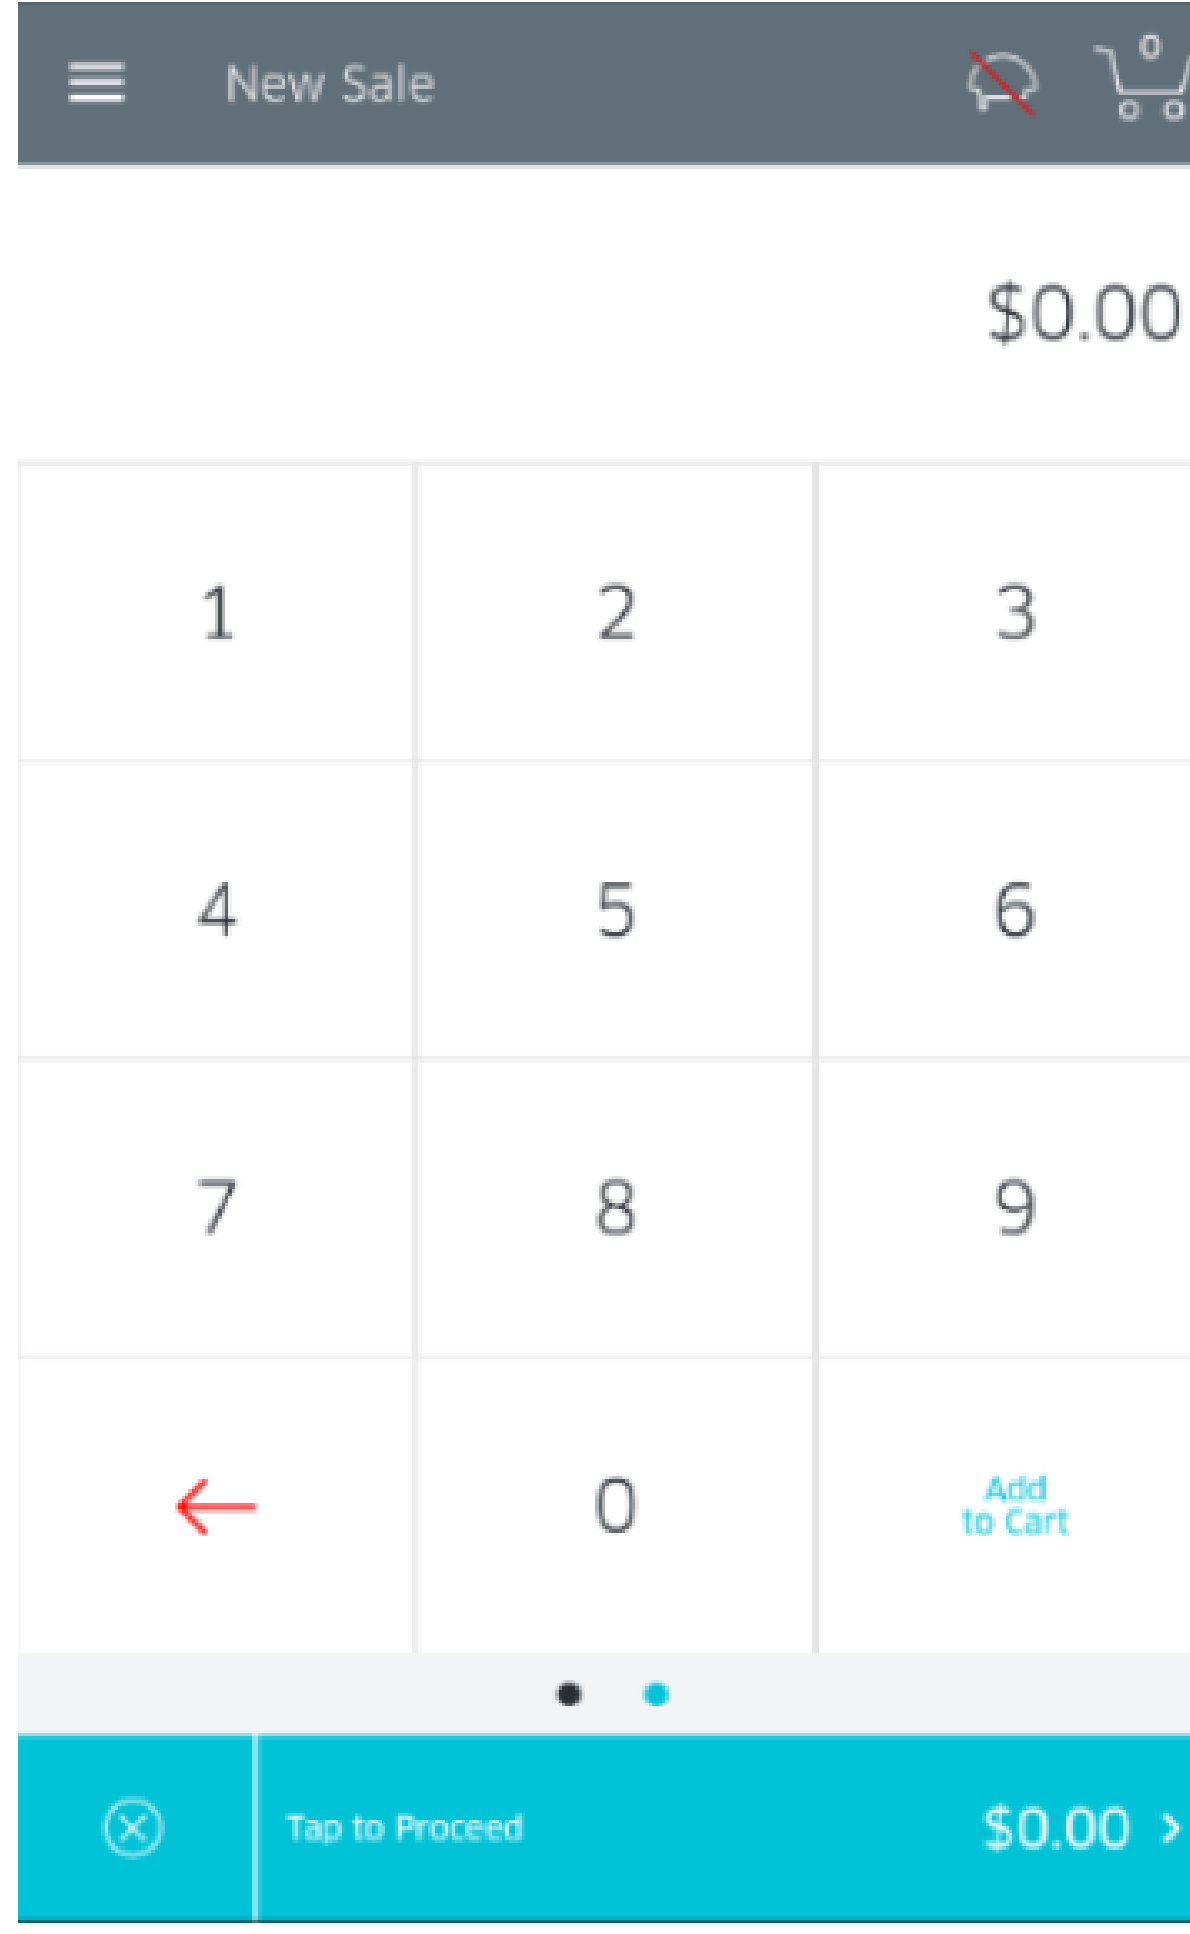 New Sale
0
$0.00
1 2 3
4 5 6
7 8 9
0 Add
to Cart
Tap to Proceed $0.00